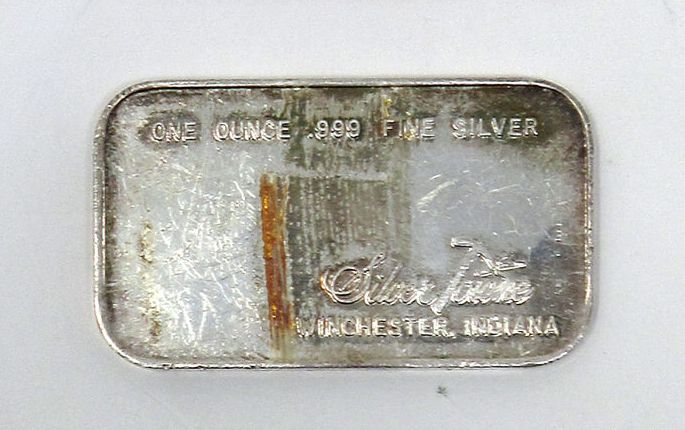 ONE OUNCE .999 FINE SILVER
Silver Towne
WINCHESTER, INDIANA